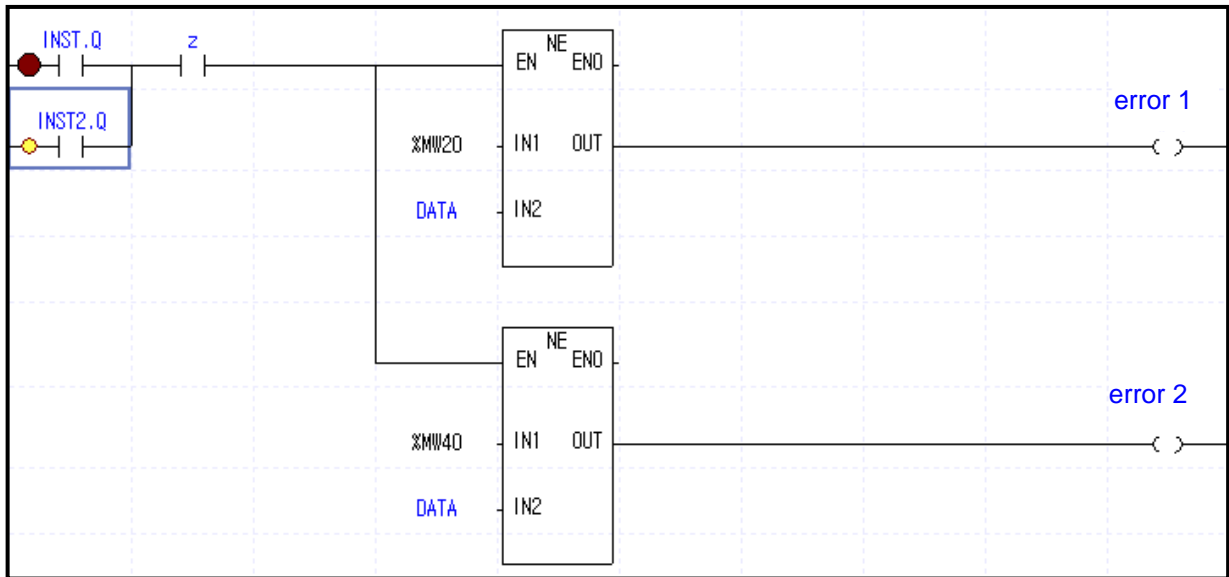 INST.Q z
NE
EN ENO
error 1
INST2.Q
%MW20 IN1 OUT
DATA IN2
NE
EN ENO
error 2
%MW40 IN1 OUT
DATA IN2